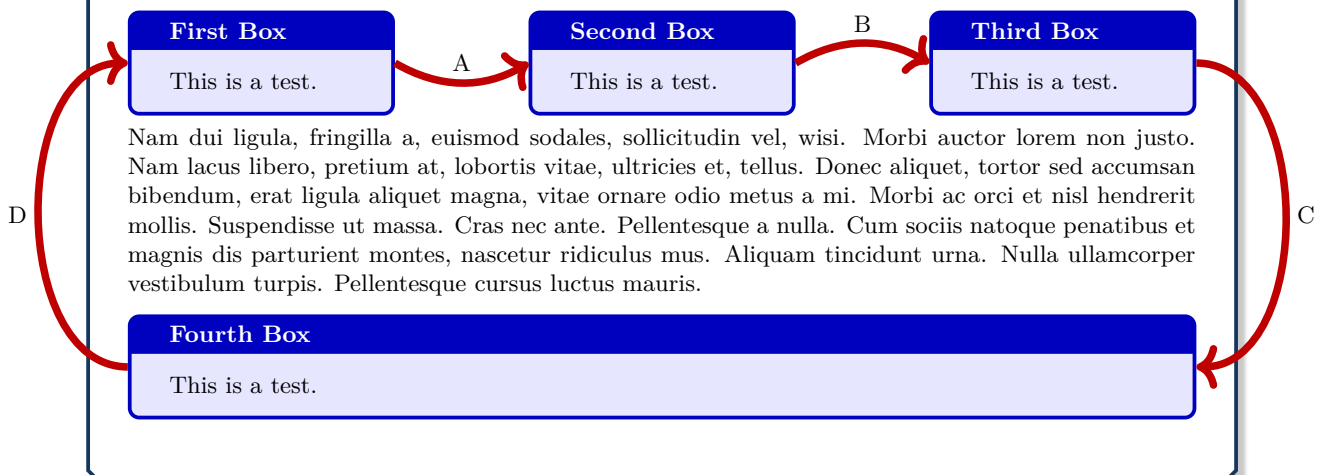 First Box
This is a test.
A
Second Box
This is a test.
B
Third Box
This is a test.
Nam dui ligula, fringilla a, euismod sodales, sollicitudin vel, wisi. Morbi auctor lorem non justo.
Nam lacus libero, pretium at, lobortis vitae, ultricies et, tellus. Donec aliquet, tortor sed accumsan
bibendum, erat ligula aliquet magna, vitae ornare odio metus a mi. Morbi ac orci et nisl hendrerit
mollis. Suspendisse ut massa. Cras nec ante. Pellentesque a nulla. Cum sociis natoque penatibus et
magnis dis parturient montes, nascetur ridiculus mus. Aliquam tincidunt urna. Nulla ullamcorper
vestibulum turpis. Pellentesque cursus luctus mauris.
D
C
Fourth Box
This is a test.